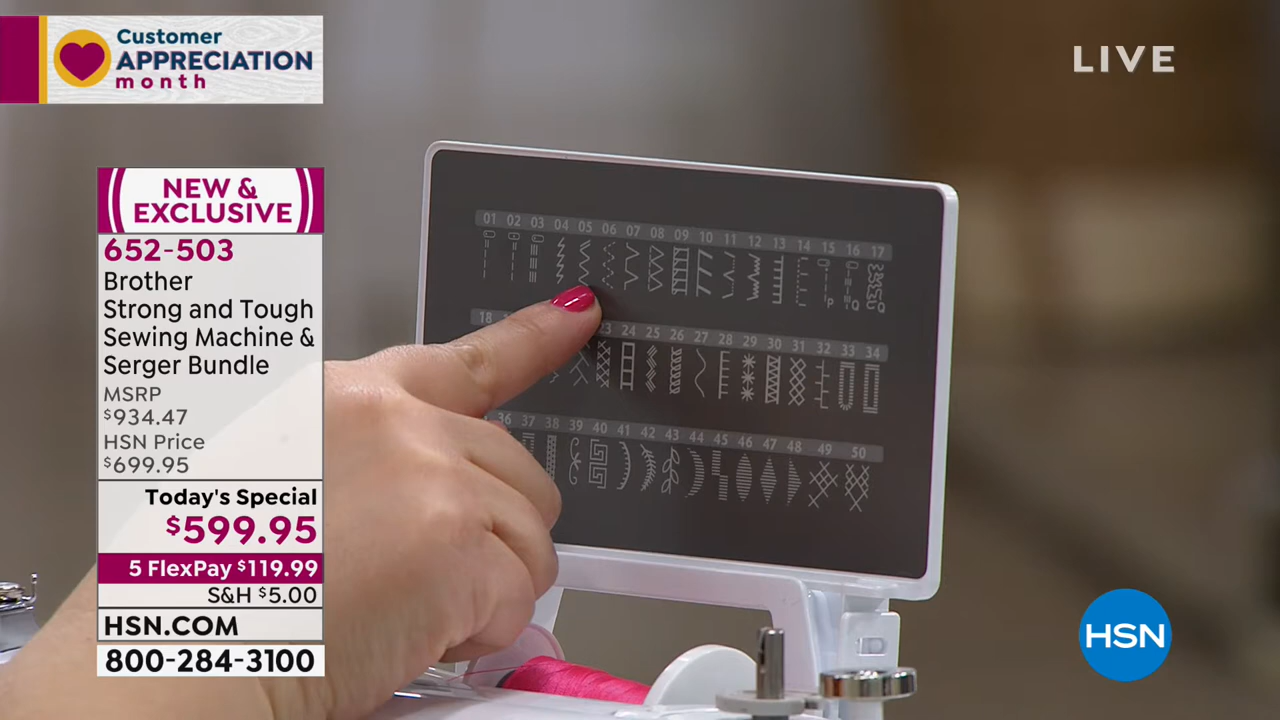 Customer
APPRECIATION
month
LIVE
NEW &
EXCLUSIVE
652-503
Brother
Strong and Tough
Sewing Machine &
Serger Bundle
MSRP
$934.47
HSN Price
$699.95
Today's Special
$599.95
5 FlexPay $119.99
S&H $5.00
HSN.COM
800-284-3100
01 02 03 04 05 06 07 08 09 10 11 12 13 14 15 16 17
P Q Q
18 23 24 25 26 27 28 29 30 31 32 33 34
36 37 38 39 40 41 42 43 44 45 46 47 48 49 50
HSN